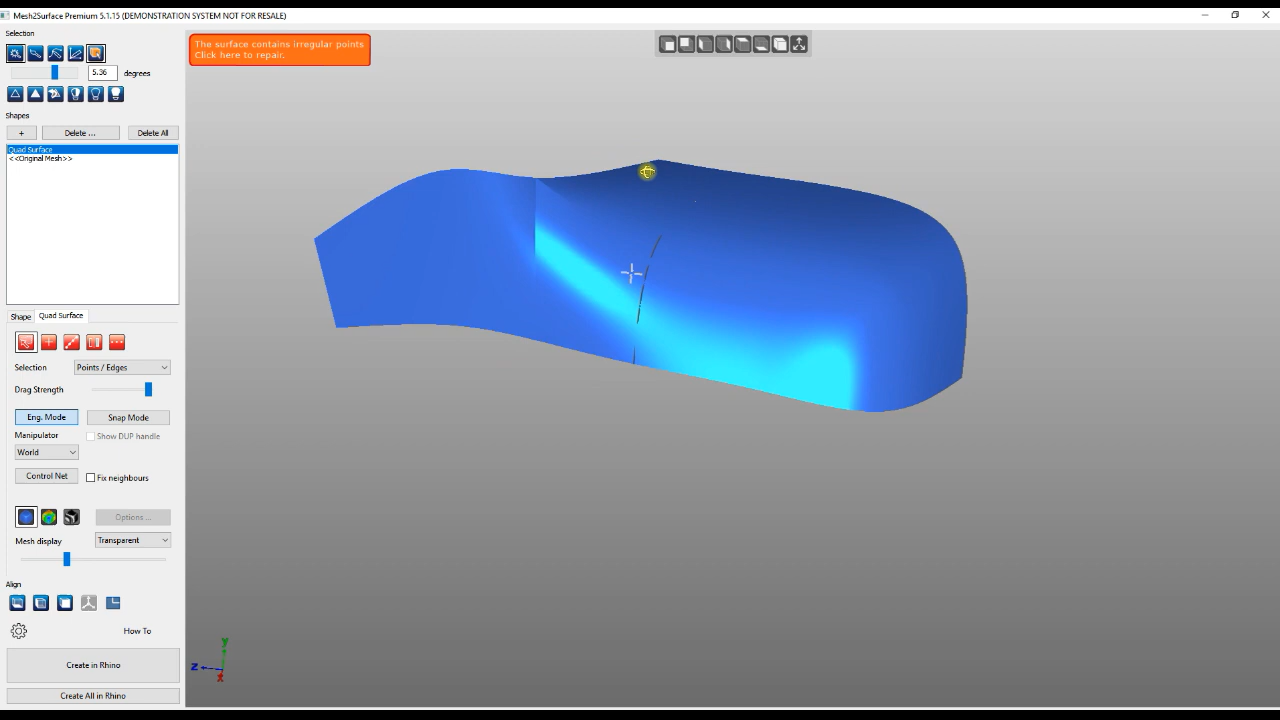 Mesh2Surface Premium 5.1.15 (DEMONSTRATION SYSTEM NOT FOR RESALE)
Selection
The surface contains irregular points
Click here to repair.
5.36 degrees
Shapes
+ Delete ... Delete All
Quad Surface
<<Original Mesh>>
Shape Quad Surface
Selection Points / Edges
Drag Strength
Eng. Mode Snap Mode
Manipulator Show DUP handle
World
Control Net Fix neighbours
Options ...
Mesh display Transparent
Align
How To
Create in Rhino
Create All in Rhino
y
z
x